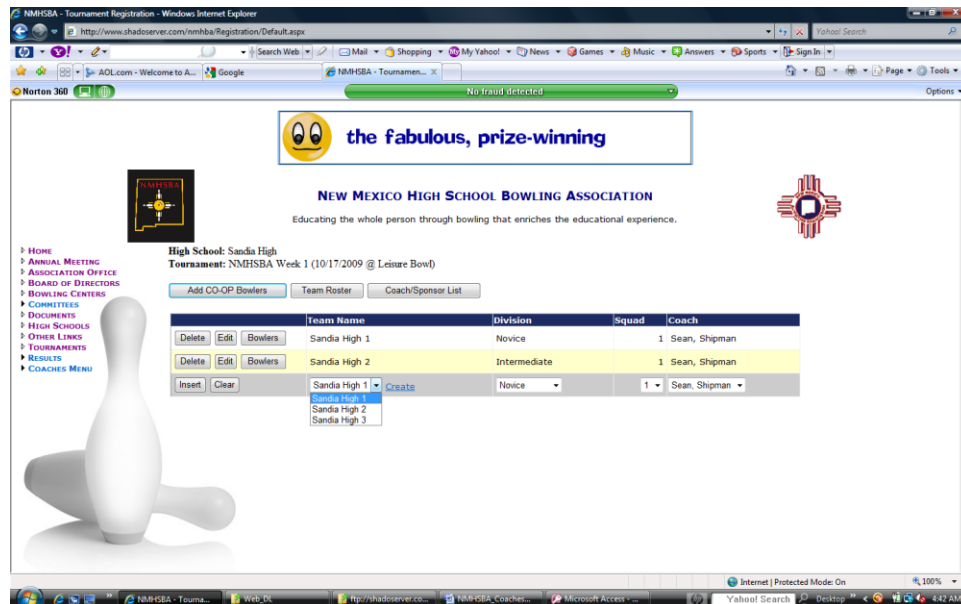 NMHSBA - Tournament Registration - Windows Internet Explorer
http://www.shadoserver.com/nmhba/Registration/Default.aspx
Yahoo! Search
Y!
Search Web
Mail
Shopping
My Yahoo!
News
Games
Music
Answers
Sports
Sign In
AOL.com - Welcome to A...
Google
NMHSBA - Tournamen...
Page
Tools
Norton 360
No fraud detected
Options
the fabulous, prize-winning
NMHSBA
NEW MEXICO HIGH SCHOOL BOWLING ASSOCIATION
Educating the whole person through bowling that enriches the educational experience.
HOME
ANNUAL MEETING
ASSOCIATION OFFICE
BOARD OF DIRECTORS
BOWLING CENTERS
COMMITTEES
DOCUMENTS
HIGH SCHOOLS
OTHER LINKS
TOURNAMENTS
RESULTS
COACHES MENU
High School: Sandia High
Tournament: NMHSBA Week 1 (10/17/2009 @ Leisure Bowl)
Add CO-OP Bowlers Team Roster Coach/Sponsor List
Team Name Division Squad Coach
Delete Edit Bowlers Sandia High 1 Novice 1 Sean, Shipman
Delete Edit Bowlers Sandia High 2 Intermediate 1 Sean, Shipman
Insert Clear Sandia High 1 Create Novice 1 Sean, Shipman
Sandia High 1
Sandia High 2
Sandia High 3
Internet | Protected Mode: On
100%
NMHSBA - Tourna...
Web_DL
ftp://shadoserver.co...
NMHSBA_Coaches...
Microsoft Access - ...
Yahoo! Search
Desktop
4:42 AM